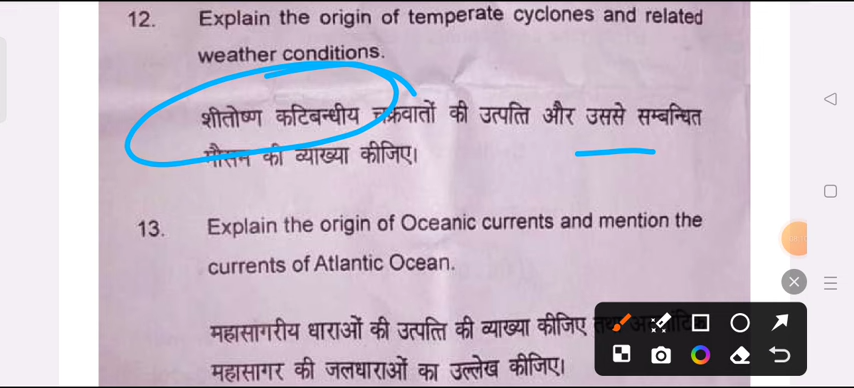 12. Explain the origin of temperate cyclones and related
weather conditions.
शीतोष्ण कटिबन्धीय चक्रवातों की उत्पत्ति और उससे सम्बन्धित
मौसम की व्याख्या कीजिए।
13. Explain the origin of Oceanic currents and mention the
currents of Atlantic Ocean.
महासागरीय धाराओं की उत्पत्ति की व्याख्या कीजिए
महासागर की जलधाराओं का उल्लेख कीजिए।